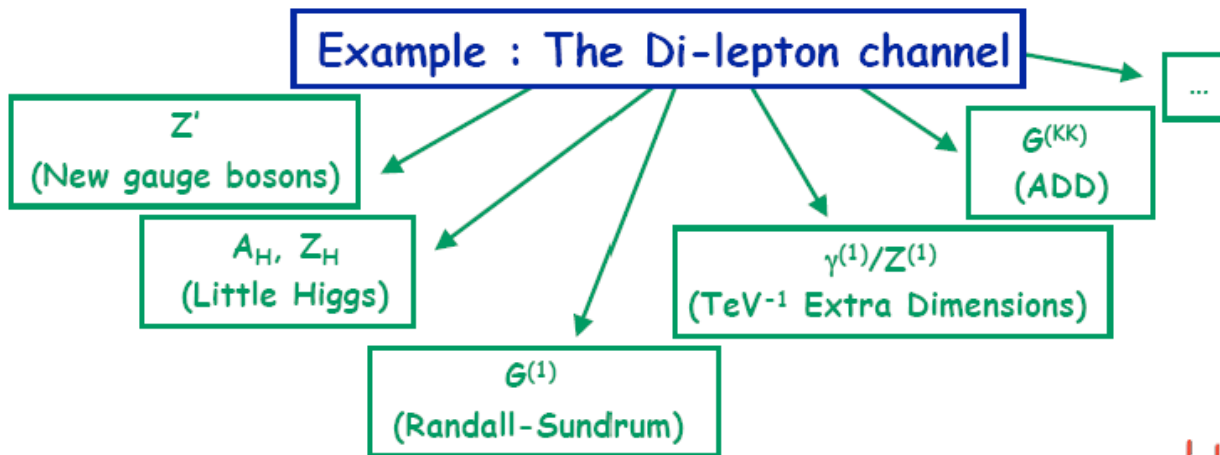 Example : The Di-lepton channel
...
Z'
(New gauge bosons)
G(KK)
(ADD)
AH, ZH
(Little Higgs)
γ(1)/Z(1)
(TeV-1 Extra Dimensions)
G(1)
(Randall-Sundrum)